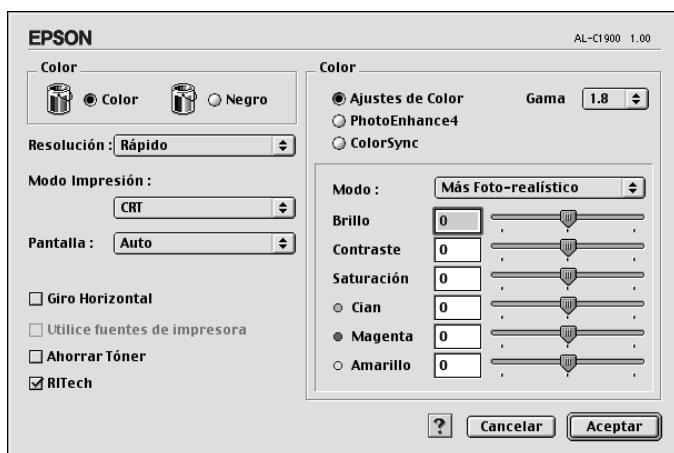 EPSON
AL-C1900 1.00
Color
Color
Negro
Resolución : Rápido
Modo Impresión :
CRT
Pantalla : Auto
Giro Horizontal
Utilice fuentes de impresora
Ahorrar Tóner
RITech
Color
Ajustes de Color
Gama 1.8
PhotoEnhance4
ColorSync
Modo : Más Foto-realístico
Brillo 0
Contraste 0
Saturación 0
Cian 0
Magenta 0
Amarillo 0
? Cancelar Aceptar